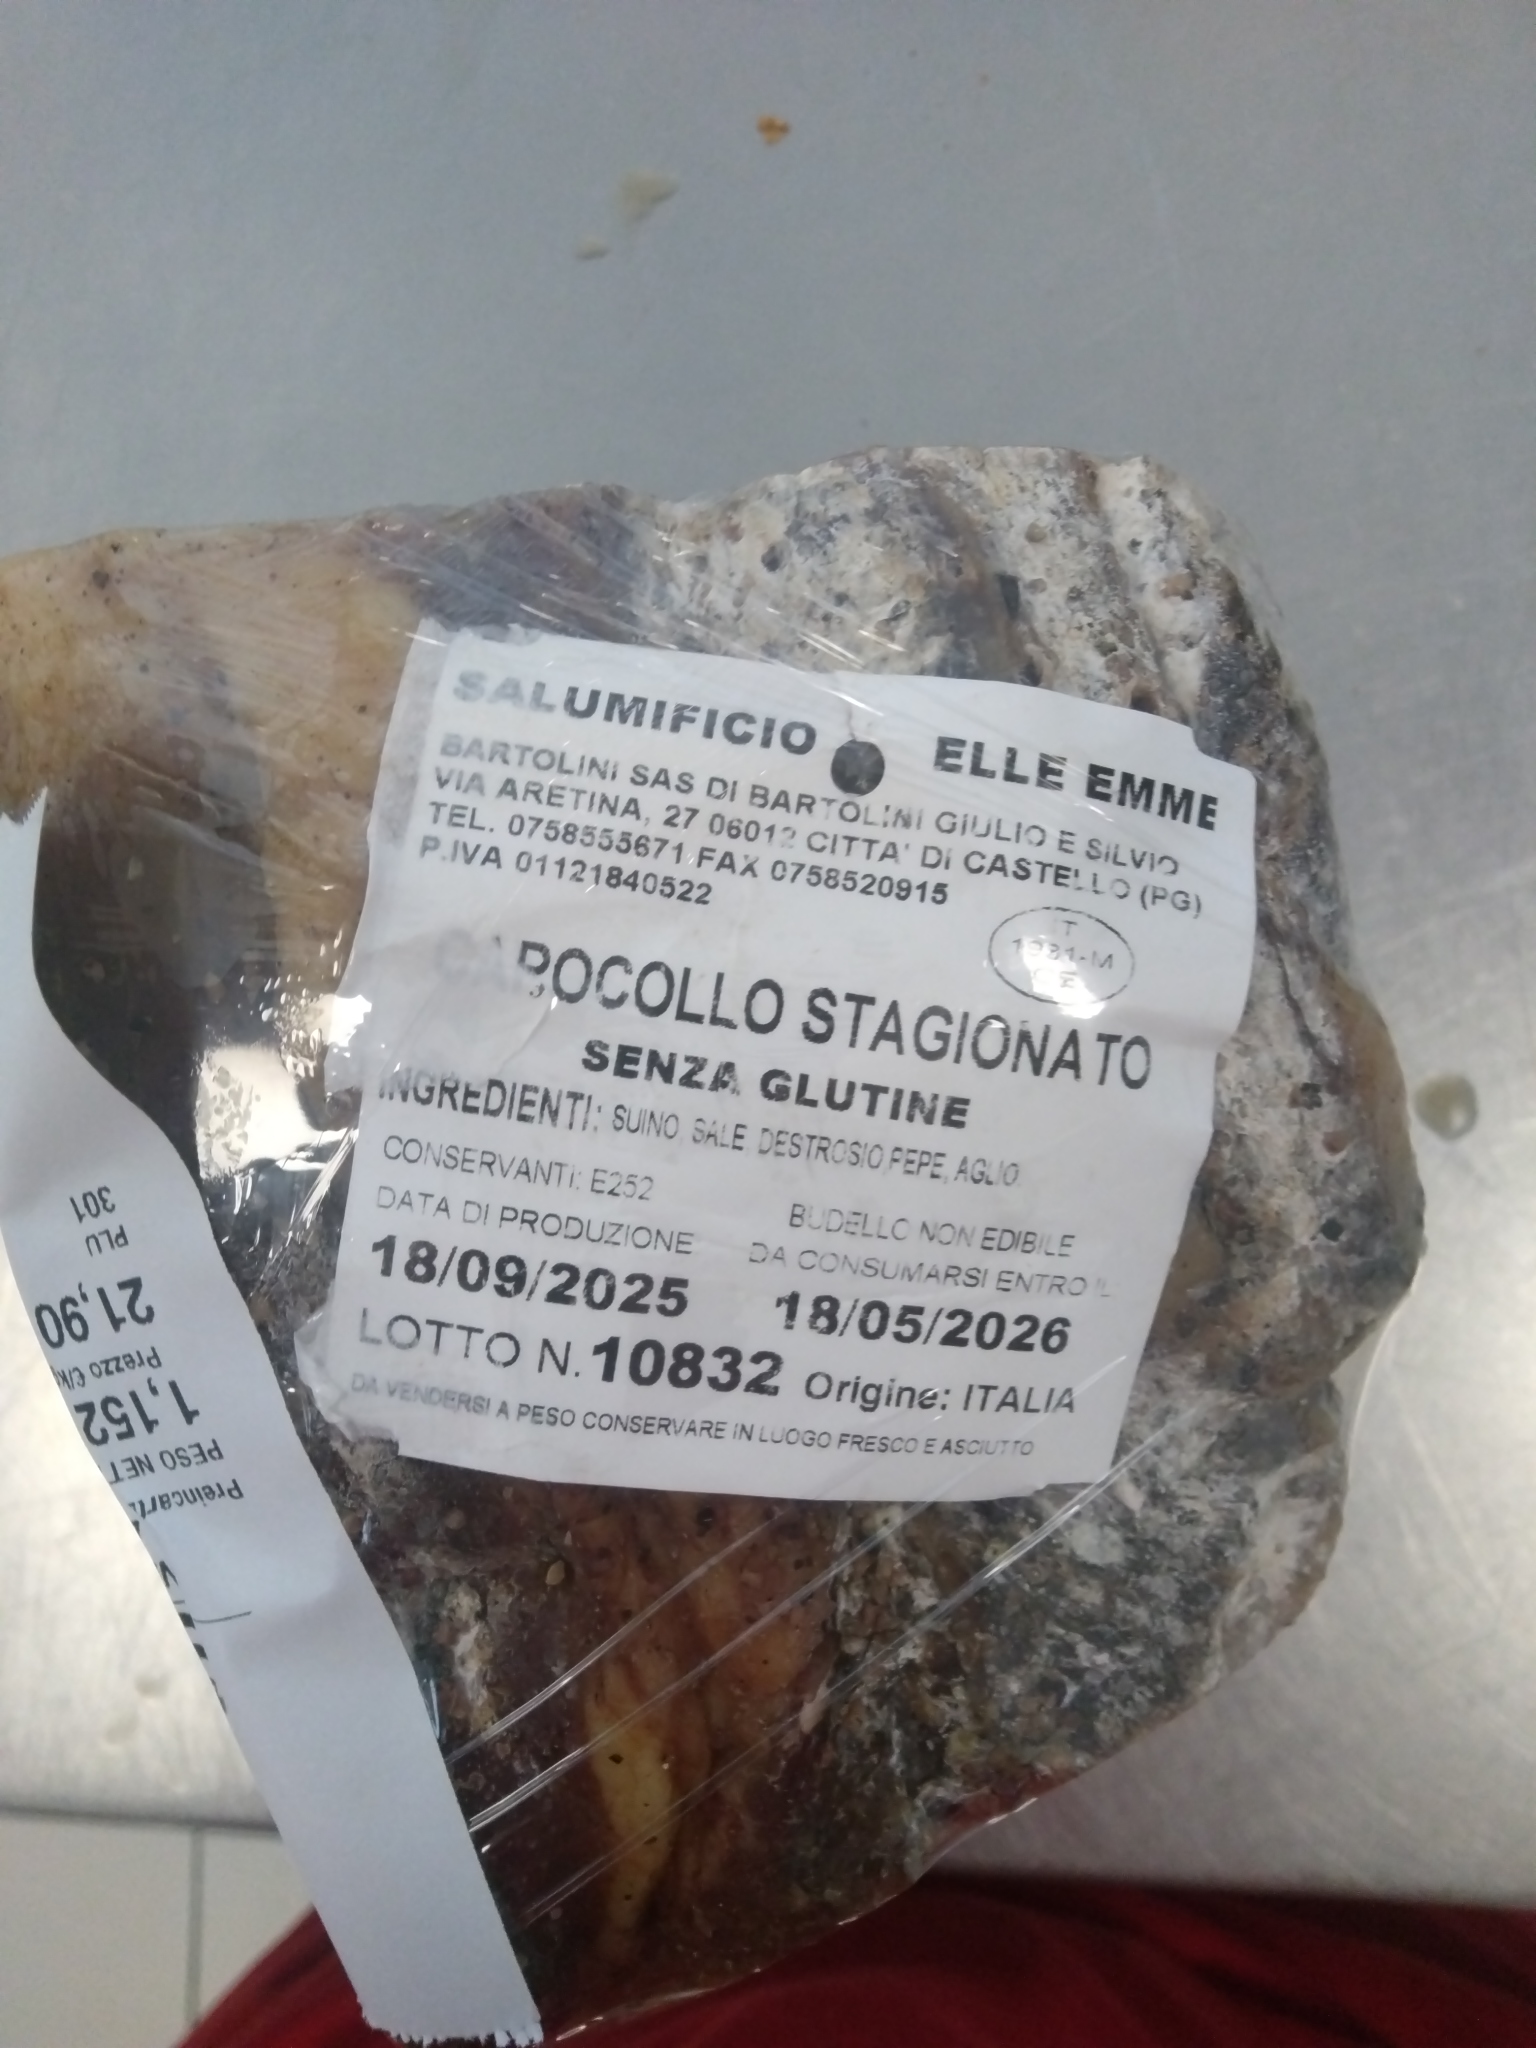 SALUMIFICIO ELLE EMME
BARTOLINI SAS DI BARTOLINI GIULIO E SILVIO
VIA ARETINA, 27 06012 CITTA' DI CASTELLO (PG)
TEL. 0758555671 FAX 0758520915
P.IVA 01121840522
IT
CAPOCOLLO STAGIONATO
SENZA GLUTINE
INGREDIENTI: SUINO, SALE, DESTROSIO, PEPE, AGLIO.
CONSERVANTI: E252
BUDELLO NON EDIBILE
DATA DI PRODUZIONE
DA CONSUMARSI ENTRO IL
18/09/2025
18/05/2026
LOTTO N. 10832 Origine: ITALIA
DA VENDERSI A PESO CONSERVARE IN LUOGO FRESCO E ASCIUTTO
PESO NET
1,152
Prezzo €/kg
21,90
PLU
301